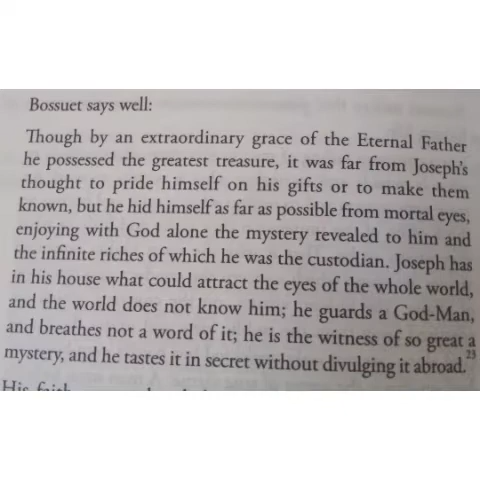 Bossuet says well:
Though by an extraordinary grace of the Eternal Father
he possessed the greatest treasure, it was far from Joseph's
thought to pride himself on his gifts or to make them
known, but he hid himself as far as possible from mortal eyes,
enjoying with God alone the mystery revealed to him and
the infinite riches of which he was the custodian. Joseph has
in his house what could attract the eyes of the whole world,
and the world does not know him; he guards a God-Man,
and breathes not a word of it; he is the witness of so great a
mystery, and he tastes it in secret without divulging it abroad.23
His faith